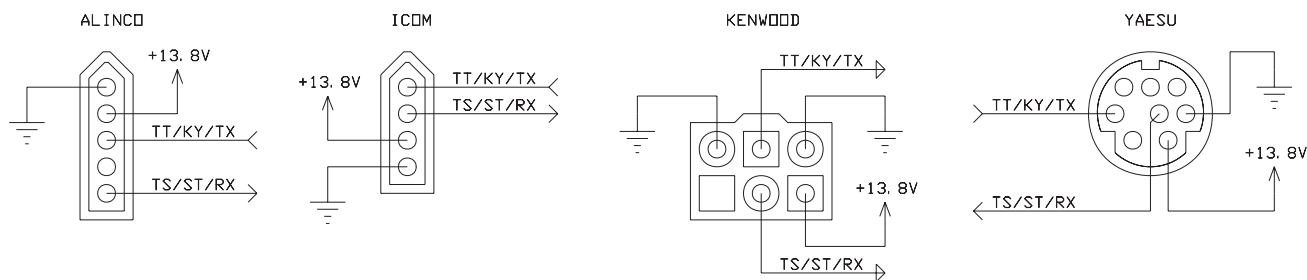 ALINCO
+13.8V
TT/KY/TX
TS/ST/RX
ICOM
+13.8V
TT/KY/TX
TS/ST/RX
KENWOOD
TT/KY/TX
+13.8V
TS/ST/RX
YAESU
TT/KY/TX
+13.8V
TS/ST/RX